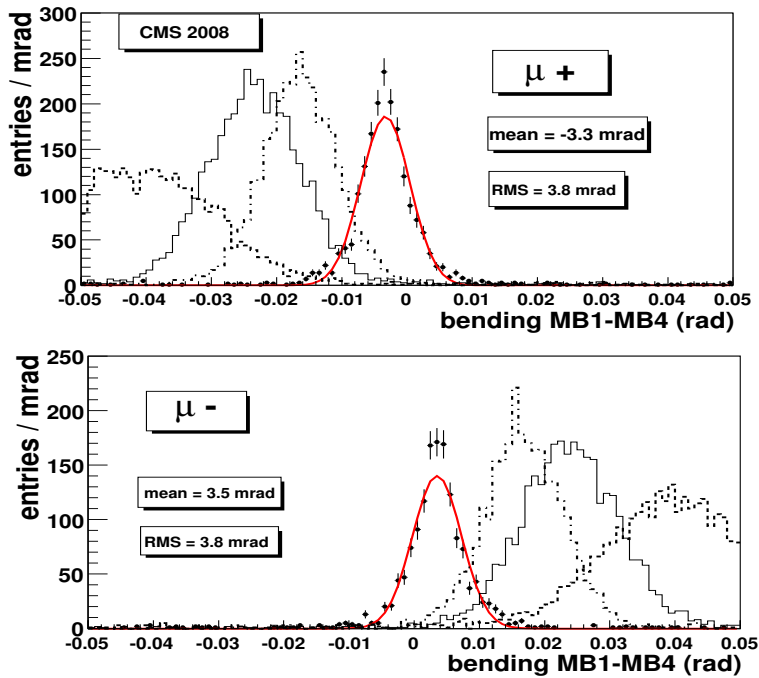 CMS 2008
μ +
mean = -3.3 mrad
RMS = 3.8 mrad
entries / mrad
300
250
200
150
100
50
0
-0.05 -0.04 -0.03 -0.02 -0.01 0 0.01 0.02 0.03 0.04 0.05
bending MB1-MB4 (rad)
μ -
mean = 3.5 mrad
RMS = 3.8 mrad
entries / mrad
250
200
150
100
50
0
-0.05 -0.04 -0.03 -0.02 -0.01 0 0.01 0.02 0.03 0.04 0.05
bending MB1-MB4 (rad)